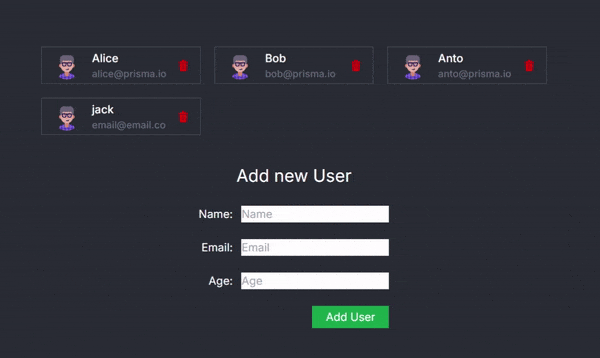 Alice
alice@prisma.io
Bob
bob@prisma.io
Anto
anto@prisma.io
jack
email@email.co
Add new User
Name: Name
Email: Email
Age: Age
Add User